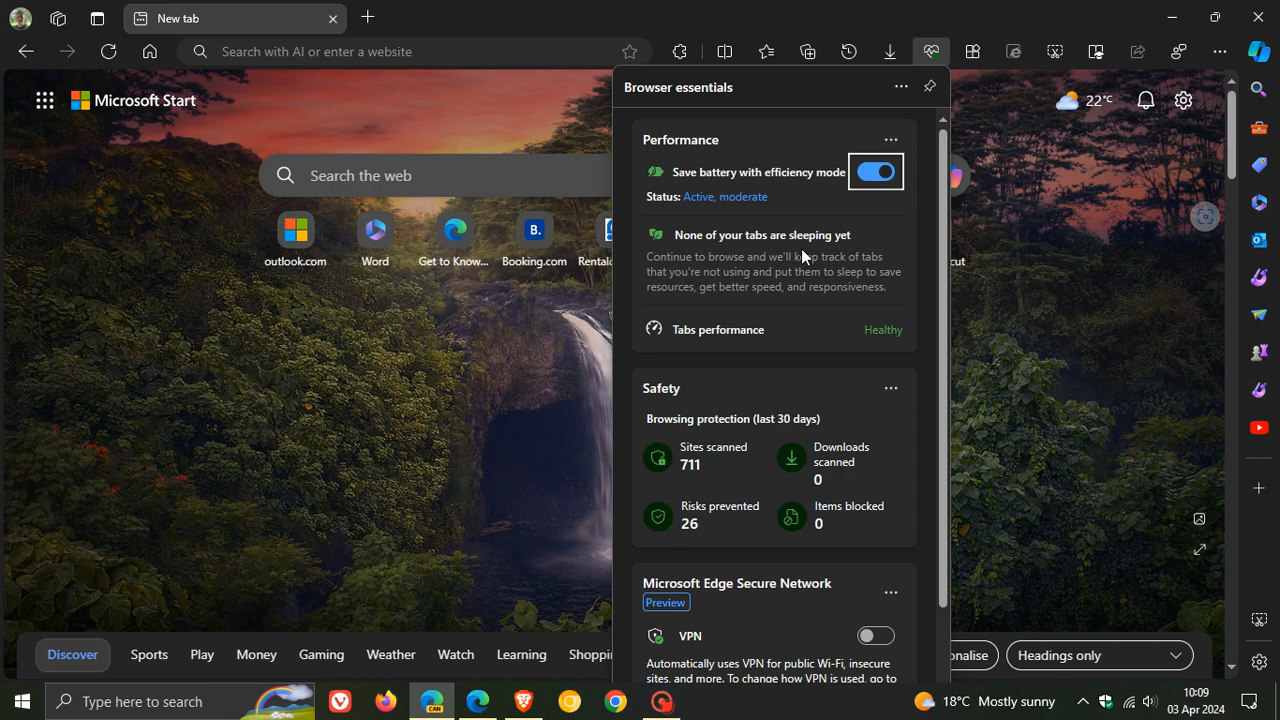 New tab
Search with AI or enter a website
Microsoft Start
22°C
Search the web
outlook.com
Word
Get to Know...
B.
Booking.com
Rentalc
cut
Browser essentials
Performance
Save battery with efficiency mode
Status: Active, moderate
None of your tabs are sleeping yet
Continue to browse and we'll keep track of tabs
that you're not using and put them to sleep to save
resources, get better speed, and responsiveness.
Tabs performance
Healthy
Safety
Browsing protection (last 30 days)
Sites scanned
711
Downloads
scanned
0
Risks prevented
26
Items blocked
0
Microsoft Edge Secure Network
Preview
VPN
Automatically uses VPN for public Wi-Fi, insecure
sites, and more. To change how VPN is used, go to
Discover
Sports
Play
Money
Gaming
Weather
Watch
Learning
Shoppi
onalise
Headings only
Type here to search
CAN
18°C Mostly sunny
10:09
03 Apr 2024